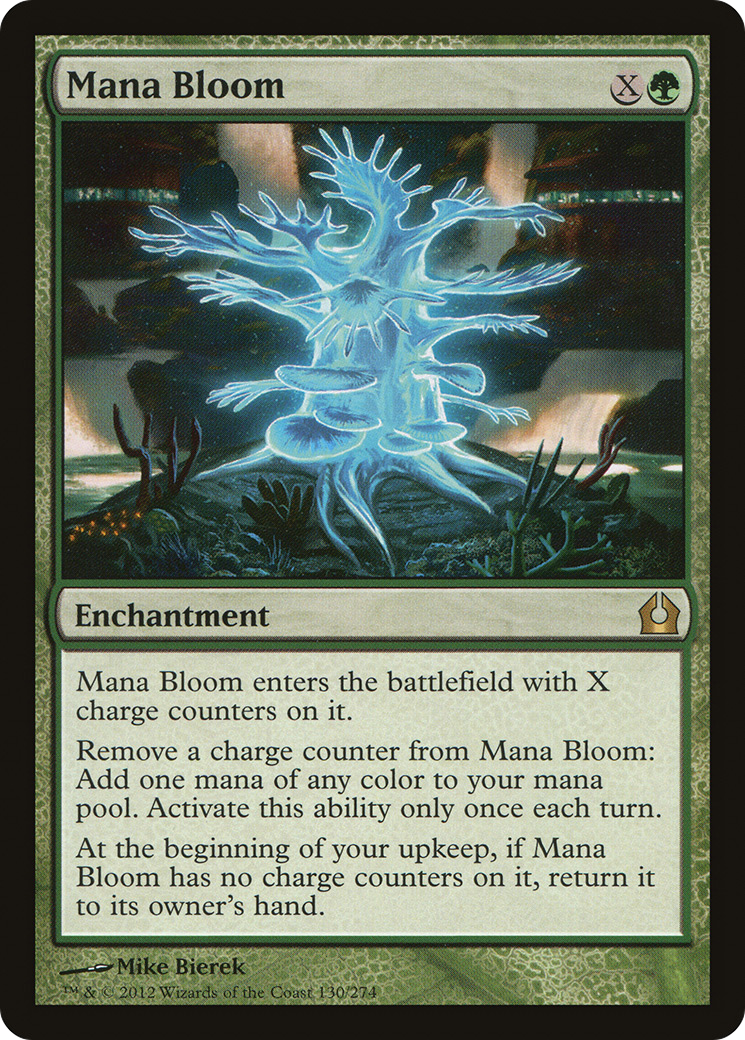 Mana Bloom X
Enchantment
Mana Bloom enters the battlefield with X
charge counters on it.
Remove a charge counter from Mana Bloom:
Add one mana of any color to your mana
pool. Activate this ability only once each turn.
At the beginning of your upkeep, if Mana
Bloom has no charge counters on it, return it
to its owner's hand.
Mike Bierek
™ & © 2012 Wizards of the Coast 130/274